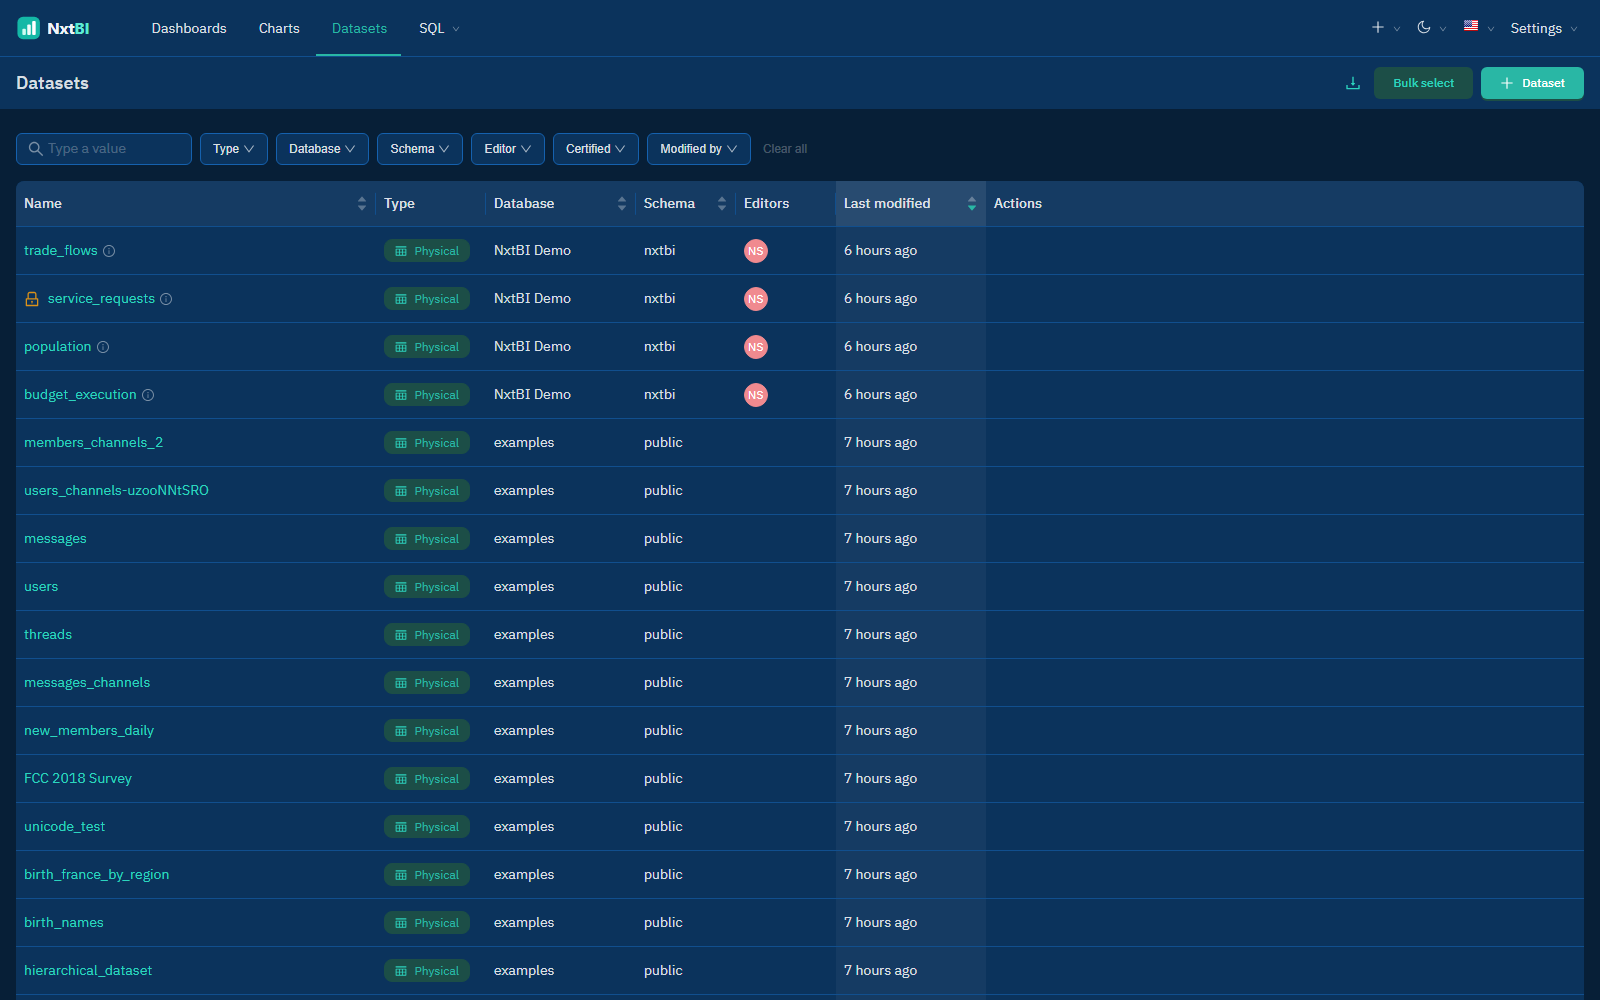 NxtBI
Dashboards Charts Datasets SQL Settings
Datasets Bulk select Dataset
Type a value Type Database Schema Editor Certified Modified by Clear all
Name Type Database Schema Editors Last modified Actions
trade_flows Physical NxtBI Demo nxtbi NS 6 hours ago
service_requests Physical NxtBI Demo nxtbi NS 6 hours ago
population Physical NxtBI Demo nxtbi NS 6 hours ago
budget_execution Physical NxtBI Demo nxtbi NS 6 hours ago
members_channels_2 Physical examples public 7 hours ago
users_channels-uzooNNtSRO Physical examples public 7 hours ago
messages Physical examples public 7 hours ago
users Physical examples public 7 hours ago
threads Physical examples public 7 hours ago
messages_channels Physical examples public 7 hours ago
new_members_daily Physical examples public 7 hours ago
FCC 2018 Survey Physical examples public 7 hours ago
unicode_test Physical examples public 7 hours ago
birth_france_by_region Physical examples public 7 hours ago
birth_names Physical examples public 7 hours ago
hierarchical_dataset Physical examples public 7 hours ago